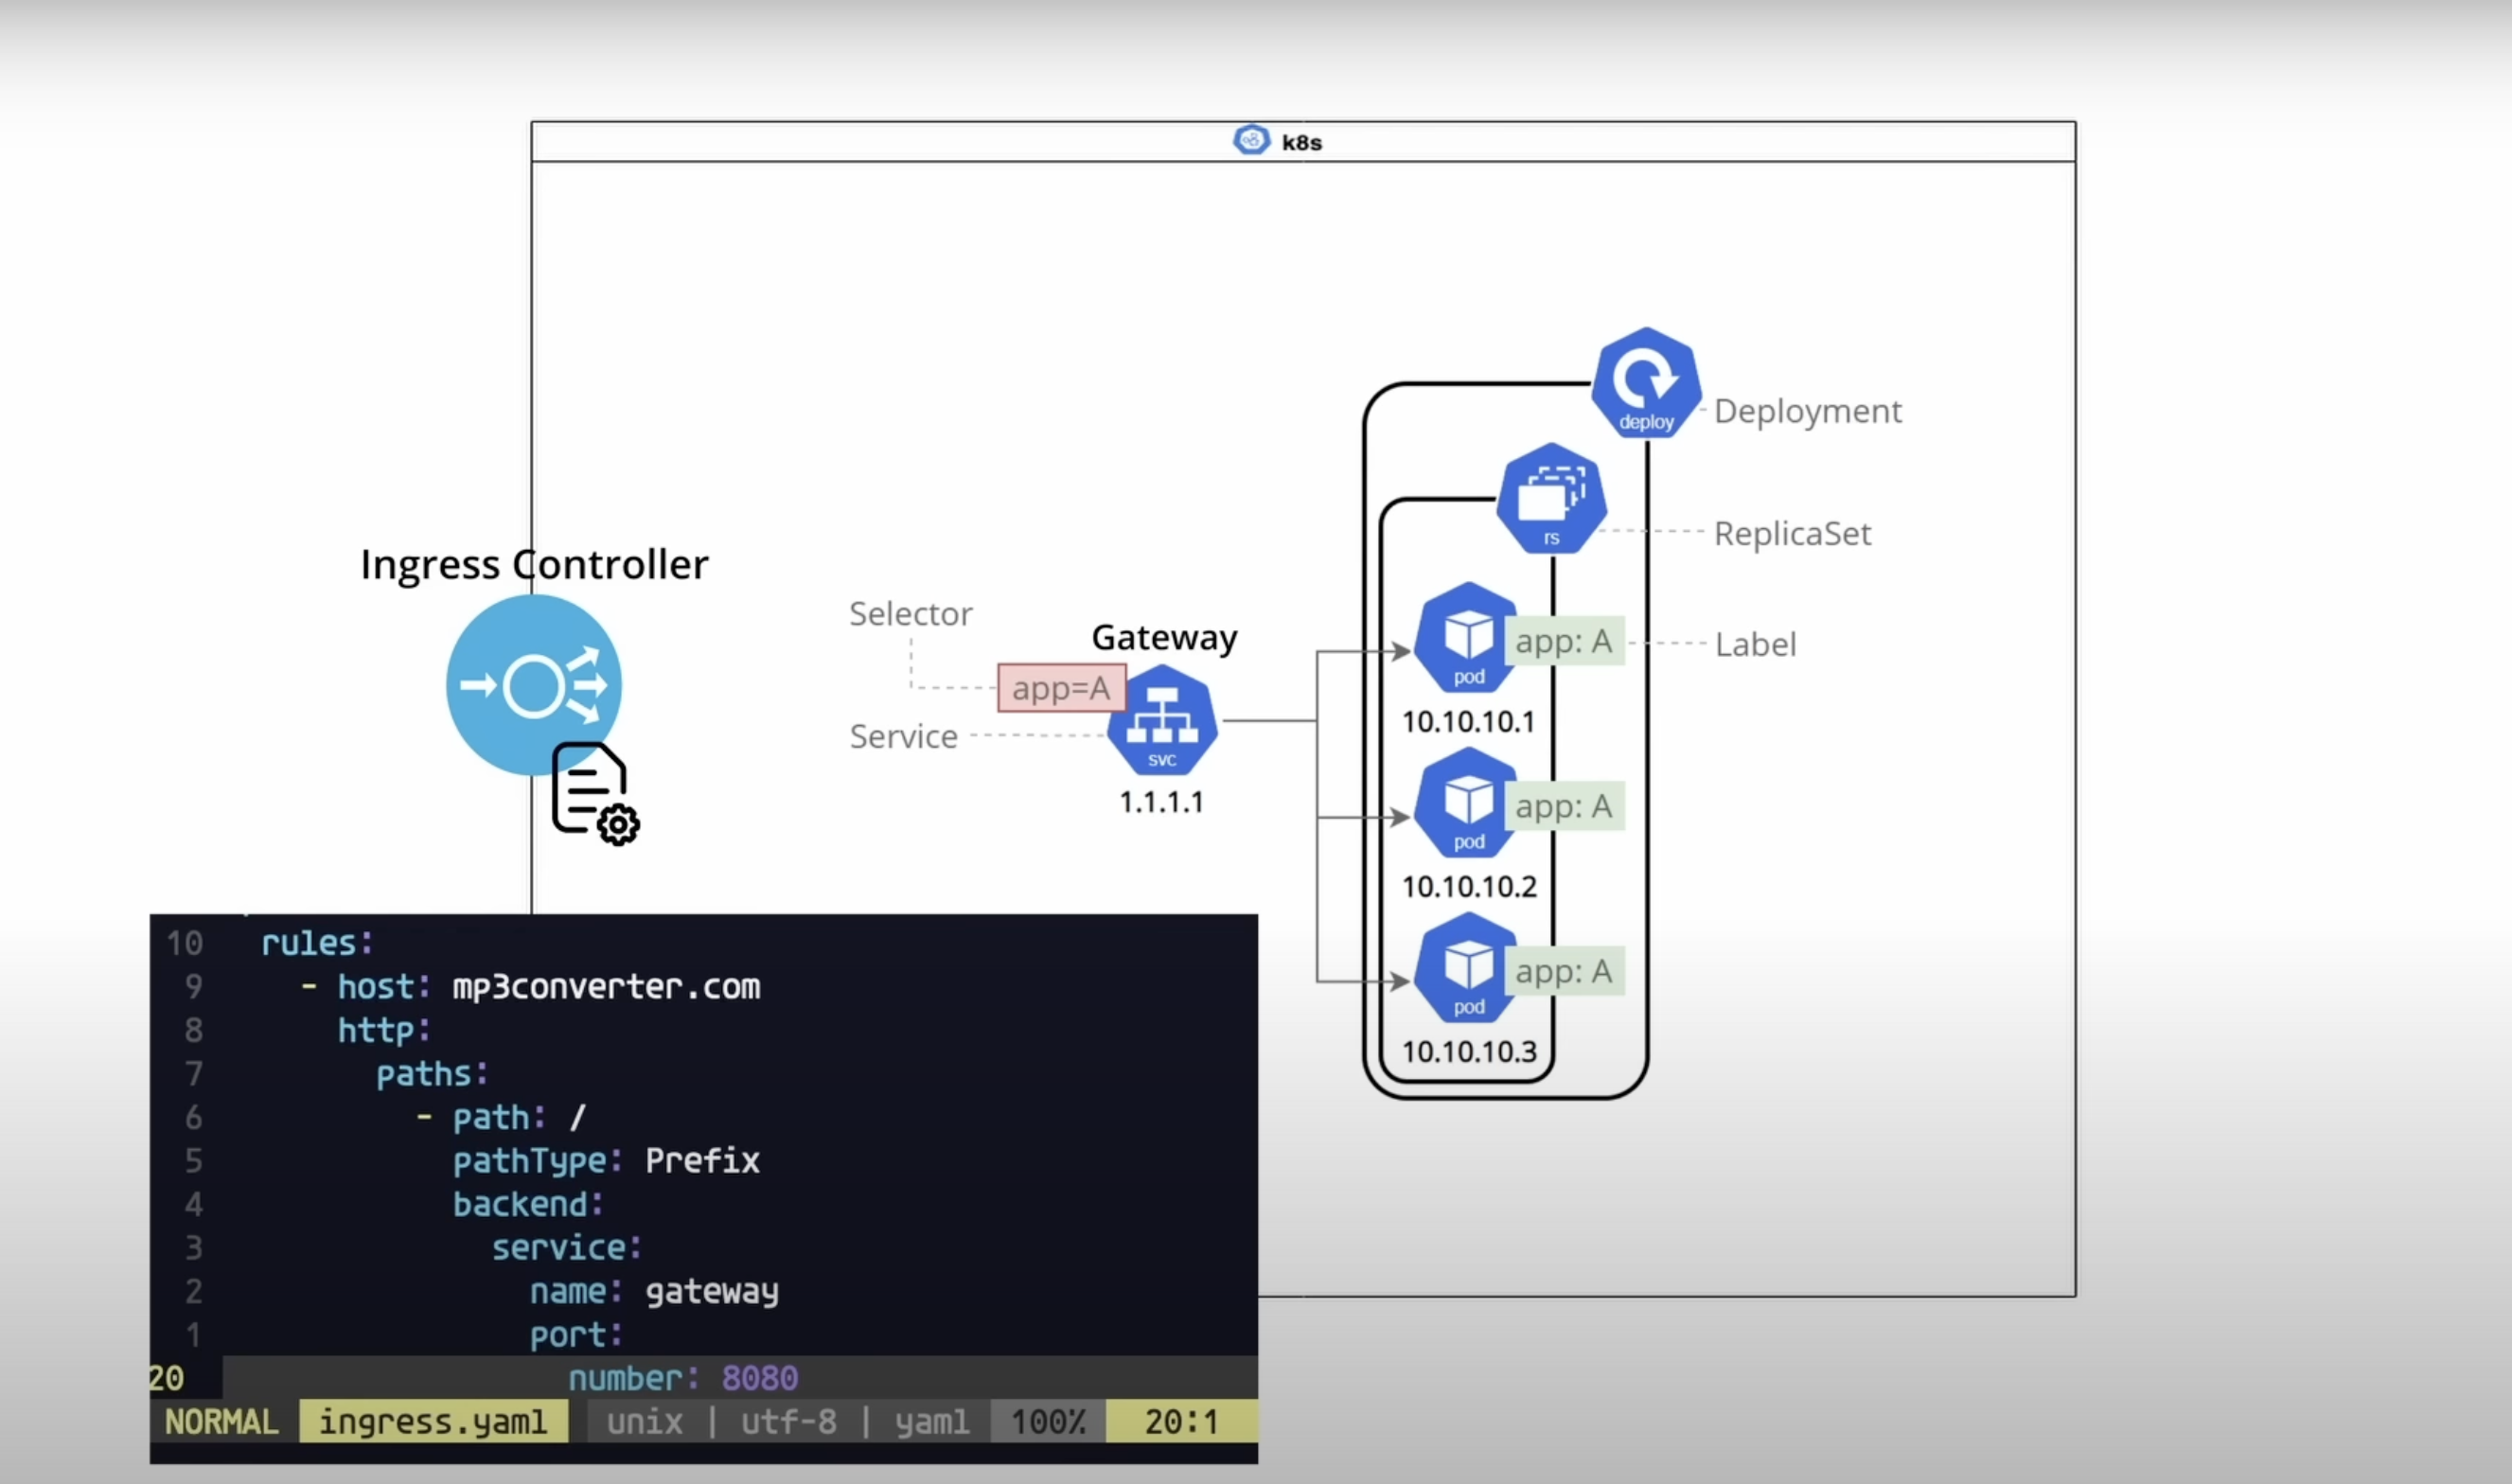 k8s
deploy
Deployment
rs
ReplicaSet
Ingress Controller
Selector
Gateway
app=A
Service
svc
1.1.1.1
pod
app: A
Label
10.10.10.1
pod
app: A
10.10.10.2
pod
app: A
10.10.10.3
10 rules:
9 - host: mp3converter.com
8 http:
7 paths:
6 - path: /
5 pathType: Prefix
4 backend:
3 service:
2 name: gateway
1 port:
20 number: 8080
NORMAL ingress.yaml unix | utf-8 | yaml 100% 20:1